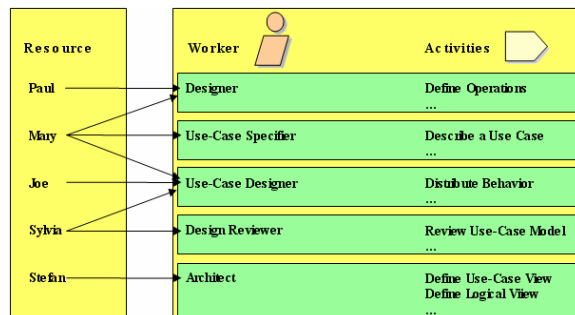 Resource Worker Activities
Paul Designer Define Operations
...
Mary Use-Case Specifier Describe a Use Case
...
Joe Use-Case Designer Distribute Behavior
...
Sylvia Design Reviewer Review Use-Case Model
...
Stefan Architect Define Use-Case View
Define Logical Viiew
...